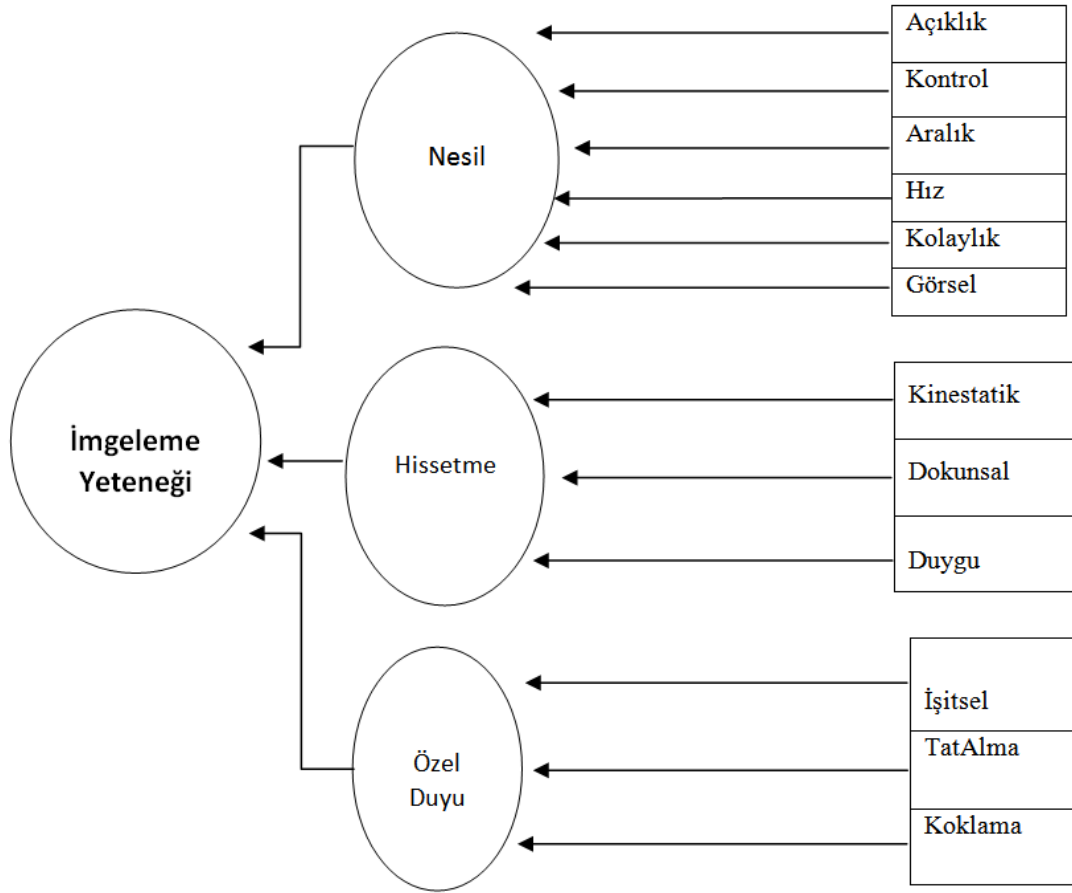 Açıklık
Kontrol
Aralık
Hız
Kolaylık
Görsel
Nesil
İmgeleme
Yeteneği
Hissetme
Kinestatik
Dokunsal
Duygu
Özel
Duyu
İşitsel
TatAlma
Koklama